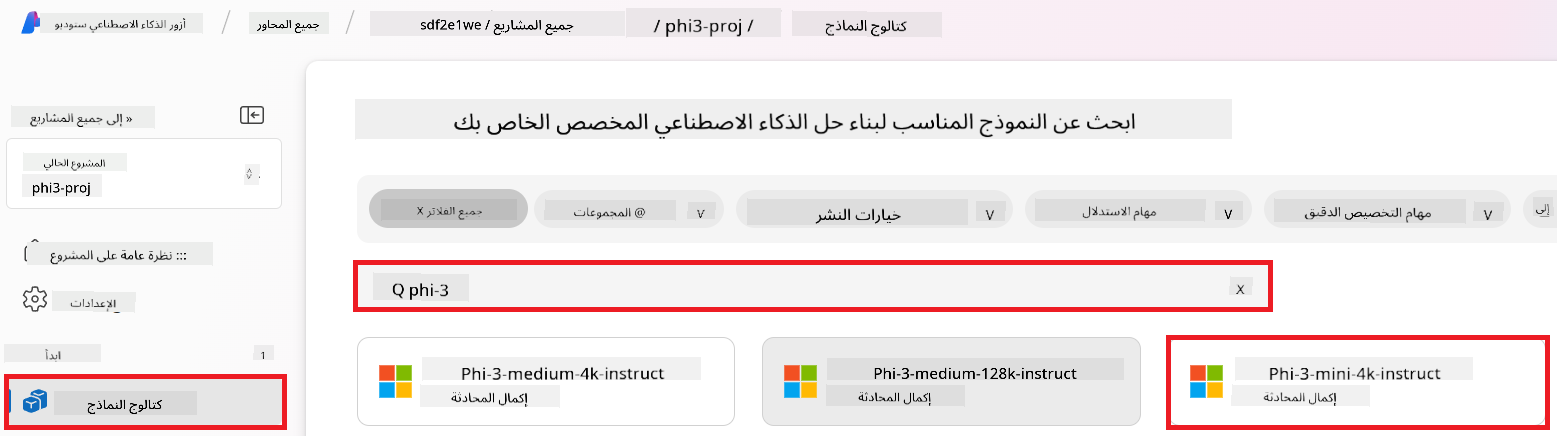 أزور الذكاء الاصطناعي ستوديو / جميع المحاور / جميع المشاريع / sdf2e1we / phi3-proj / كتالوج النماذج
» إلى جميع المشاريع
المشروع الحالي
phi3-proj
::: نظرة عامة على المشروع
الإعدادات
ابدأ 1
كتالوج النماذج
ابحث عن النموذج المناسب لبناء حل الذكاء الاصطناعي المخصص الخاص بك
جميع الفلاتر X
@ المجموعات V
خيارات النشر V
مهام الاستدلال V
مهام التخصيص الدقيق V
إلى
Q phi-3 X
Phi-3-medium-4k-instruct
إكمال المحادثة
Phi-3-medium-128k-instruct
إكمال المحادثة
Phi-3-mini-4k-instruct
إكمال المحادثة